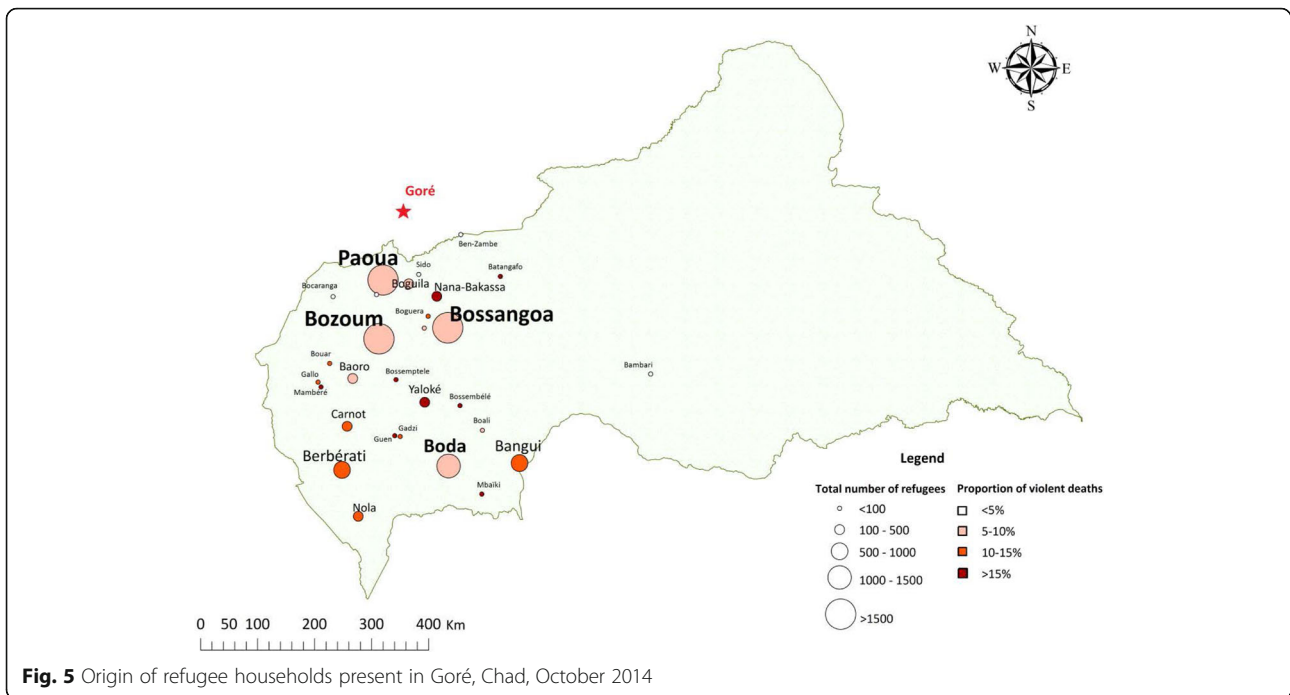 N
W E
S
Goré
Ben-Zambe
Paoua
Sido
Batangafo
Bocaranga
Boguila
Nana-Bakassa
Boguera
Bozoum
Bossangoa
Bouar
Baoro
Bossemptele
Bambari
Gallo
Mambéré
Yaloké
Bossembélé
Carnot
Boali
Guen
Gadzi
Berbérati
Boda
Bangui
Mbaïki
Nola
Legend
Total number of refugees Proportion of violent deaths
<100 <5%
100 - 500 5-10%
500 - 1000 10-15%
1000 - 1500 >15%
>1500
0 50 100 200 300 400 Km
Fig. 5 Origin of refugee households present in Goré, Chad, October 2014